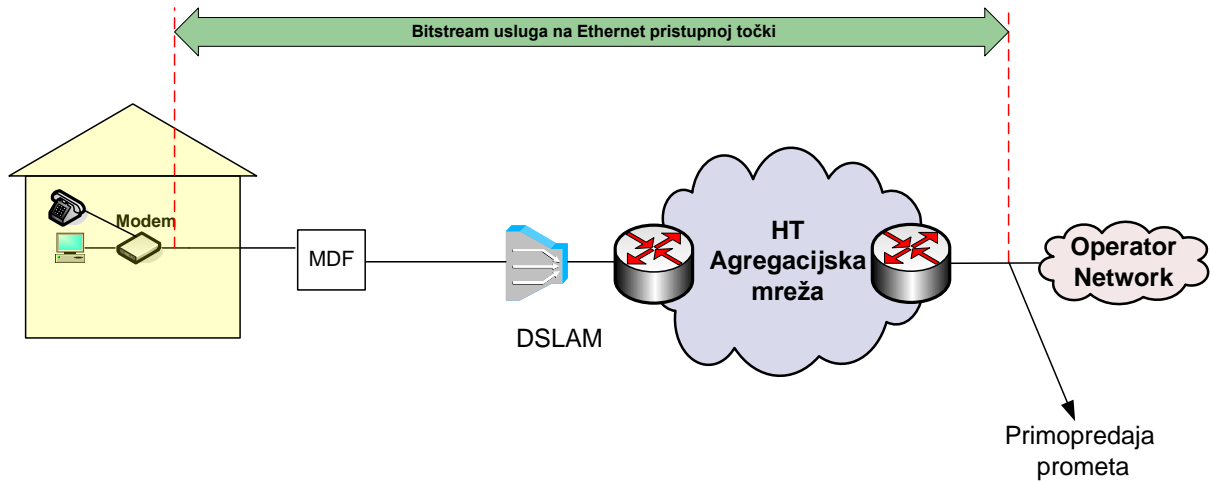 Bitstream usluga na Ethernet pristupnoj točki
Modem
MDF
DSLAM
HT
Agregacijska
mreža
Operator
Network
Primopredaja
prometa